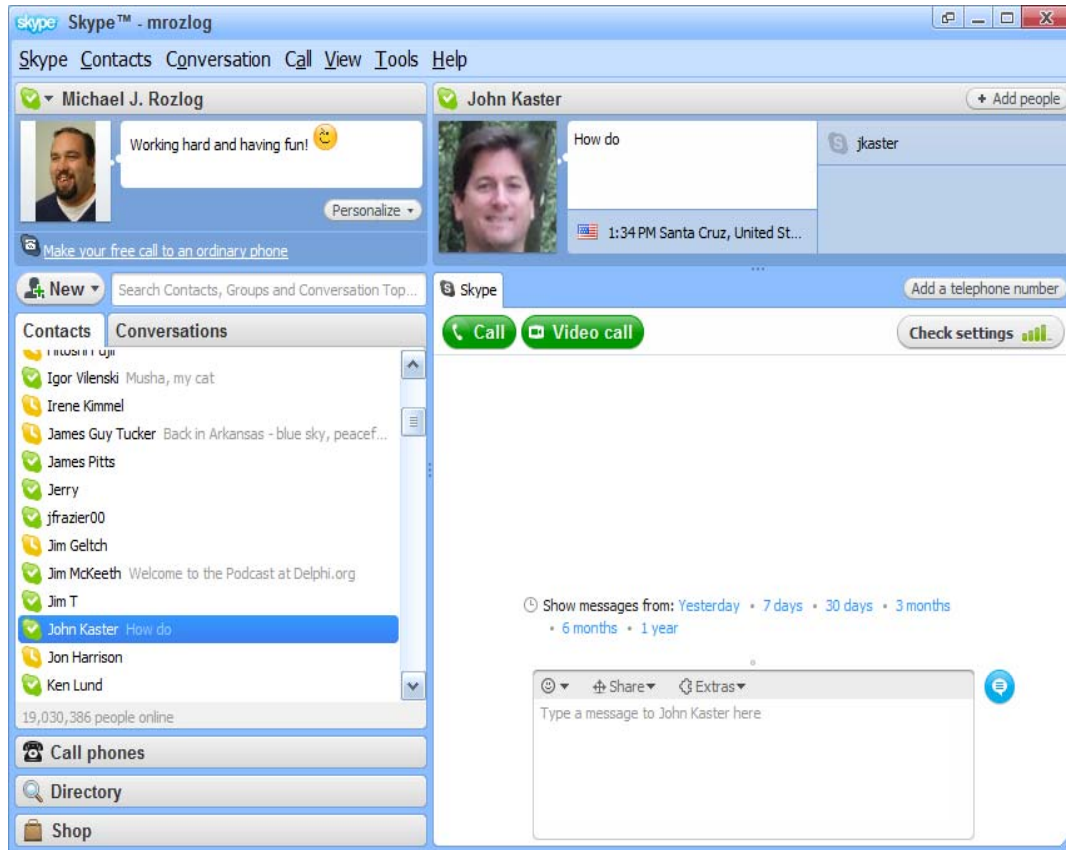 skype Skype™ - mrozlog
Skype Contacts Conversation Call View Tools Help
Michael J. Rozlog
Working hard and having fun!
Personalize
Make your free call to an ordinary phone
New
Search Contacts, Groups and Conversation Top...
Contacts Conversations
Hitoshi Fujii
Igor Vilenski Musha, my cat
Irene Kimmel
James Guy Tucker Back in Arkansas - blue sky, peacef...
James Pitts
Jerry
jfrazier00
Jim Geltch
Jim McKeeth Welcome to the Podcast at Delphi.org
Jim T
John Kaster How do
Jon Harrison
Ken Lund
19,030,386 people online
Call phones
Directory
Shop
John Kaster
+ Add people
How do
jkaster
1:34 PM Santa Cruz, United St...
Skype
Add a telephone number
Call Video call Check settings
Show messages from: Yesterday • 7 days • 30 days • 3 months
• 6 months • 1 year
Share Extras
Type a message to John Kaster here